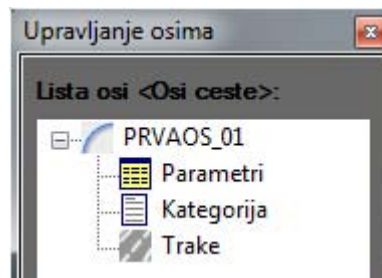 Upravljanje osima
Lista osi <Osi ceste>:
PRVAOS_01
Parametri
Kategorija
Trake